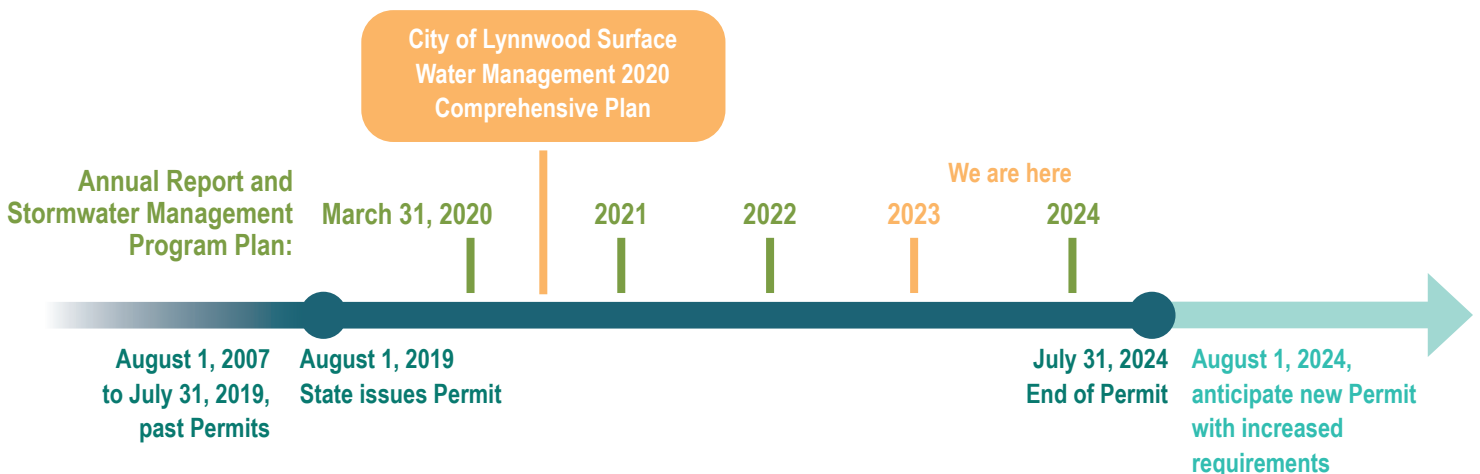 City of Lynnwood Surface
Water Management 2020
Comprehensive Plan
Annual Report and
Stormwater Management
Program Plan:
March 31, 2020
2021
2022
We are here
2023
2024
August 1, 2007
to July 31, 2019,
past Permits
August 1, 2019
State issues Permit
July 31, 2024
End of Permit
August 1, 2024,
anticipate new Permit
with increased
requirements